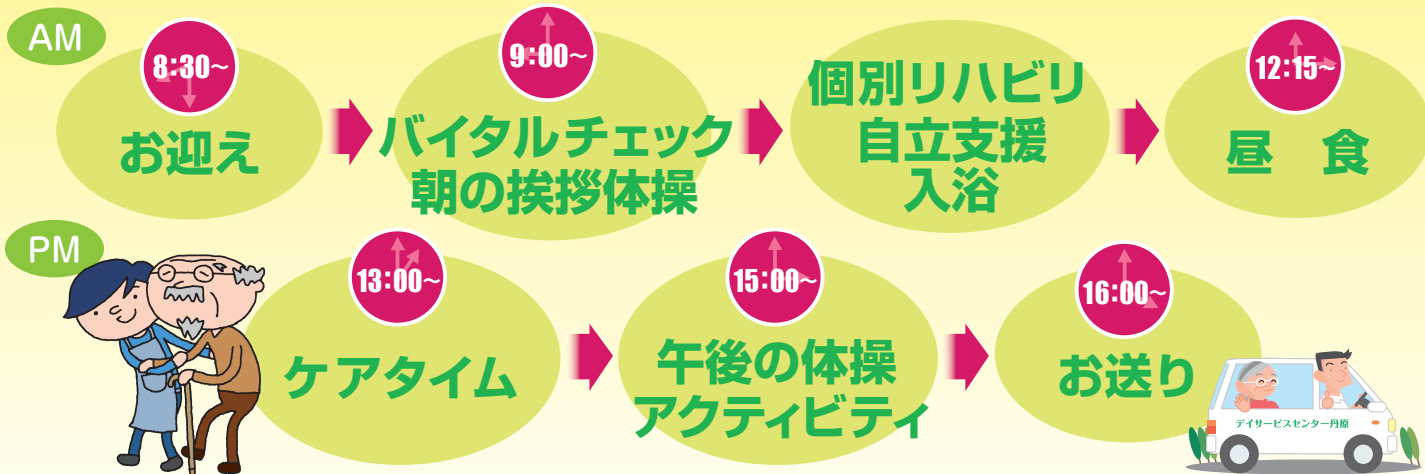 AM
8:30～
お迎え
9:00～
バイタルチェック
朝の挨拶体操
個別リハビリ
自立支援
入浴
12:15～
昼　食
PM
13:00～
ケアタイム
15:00～
午後の体操
アクティビティ
16:00～
お送り
デイサービスセンター丹原